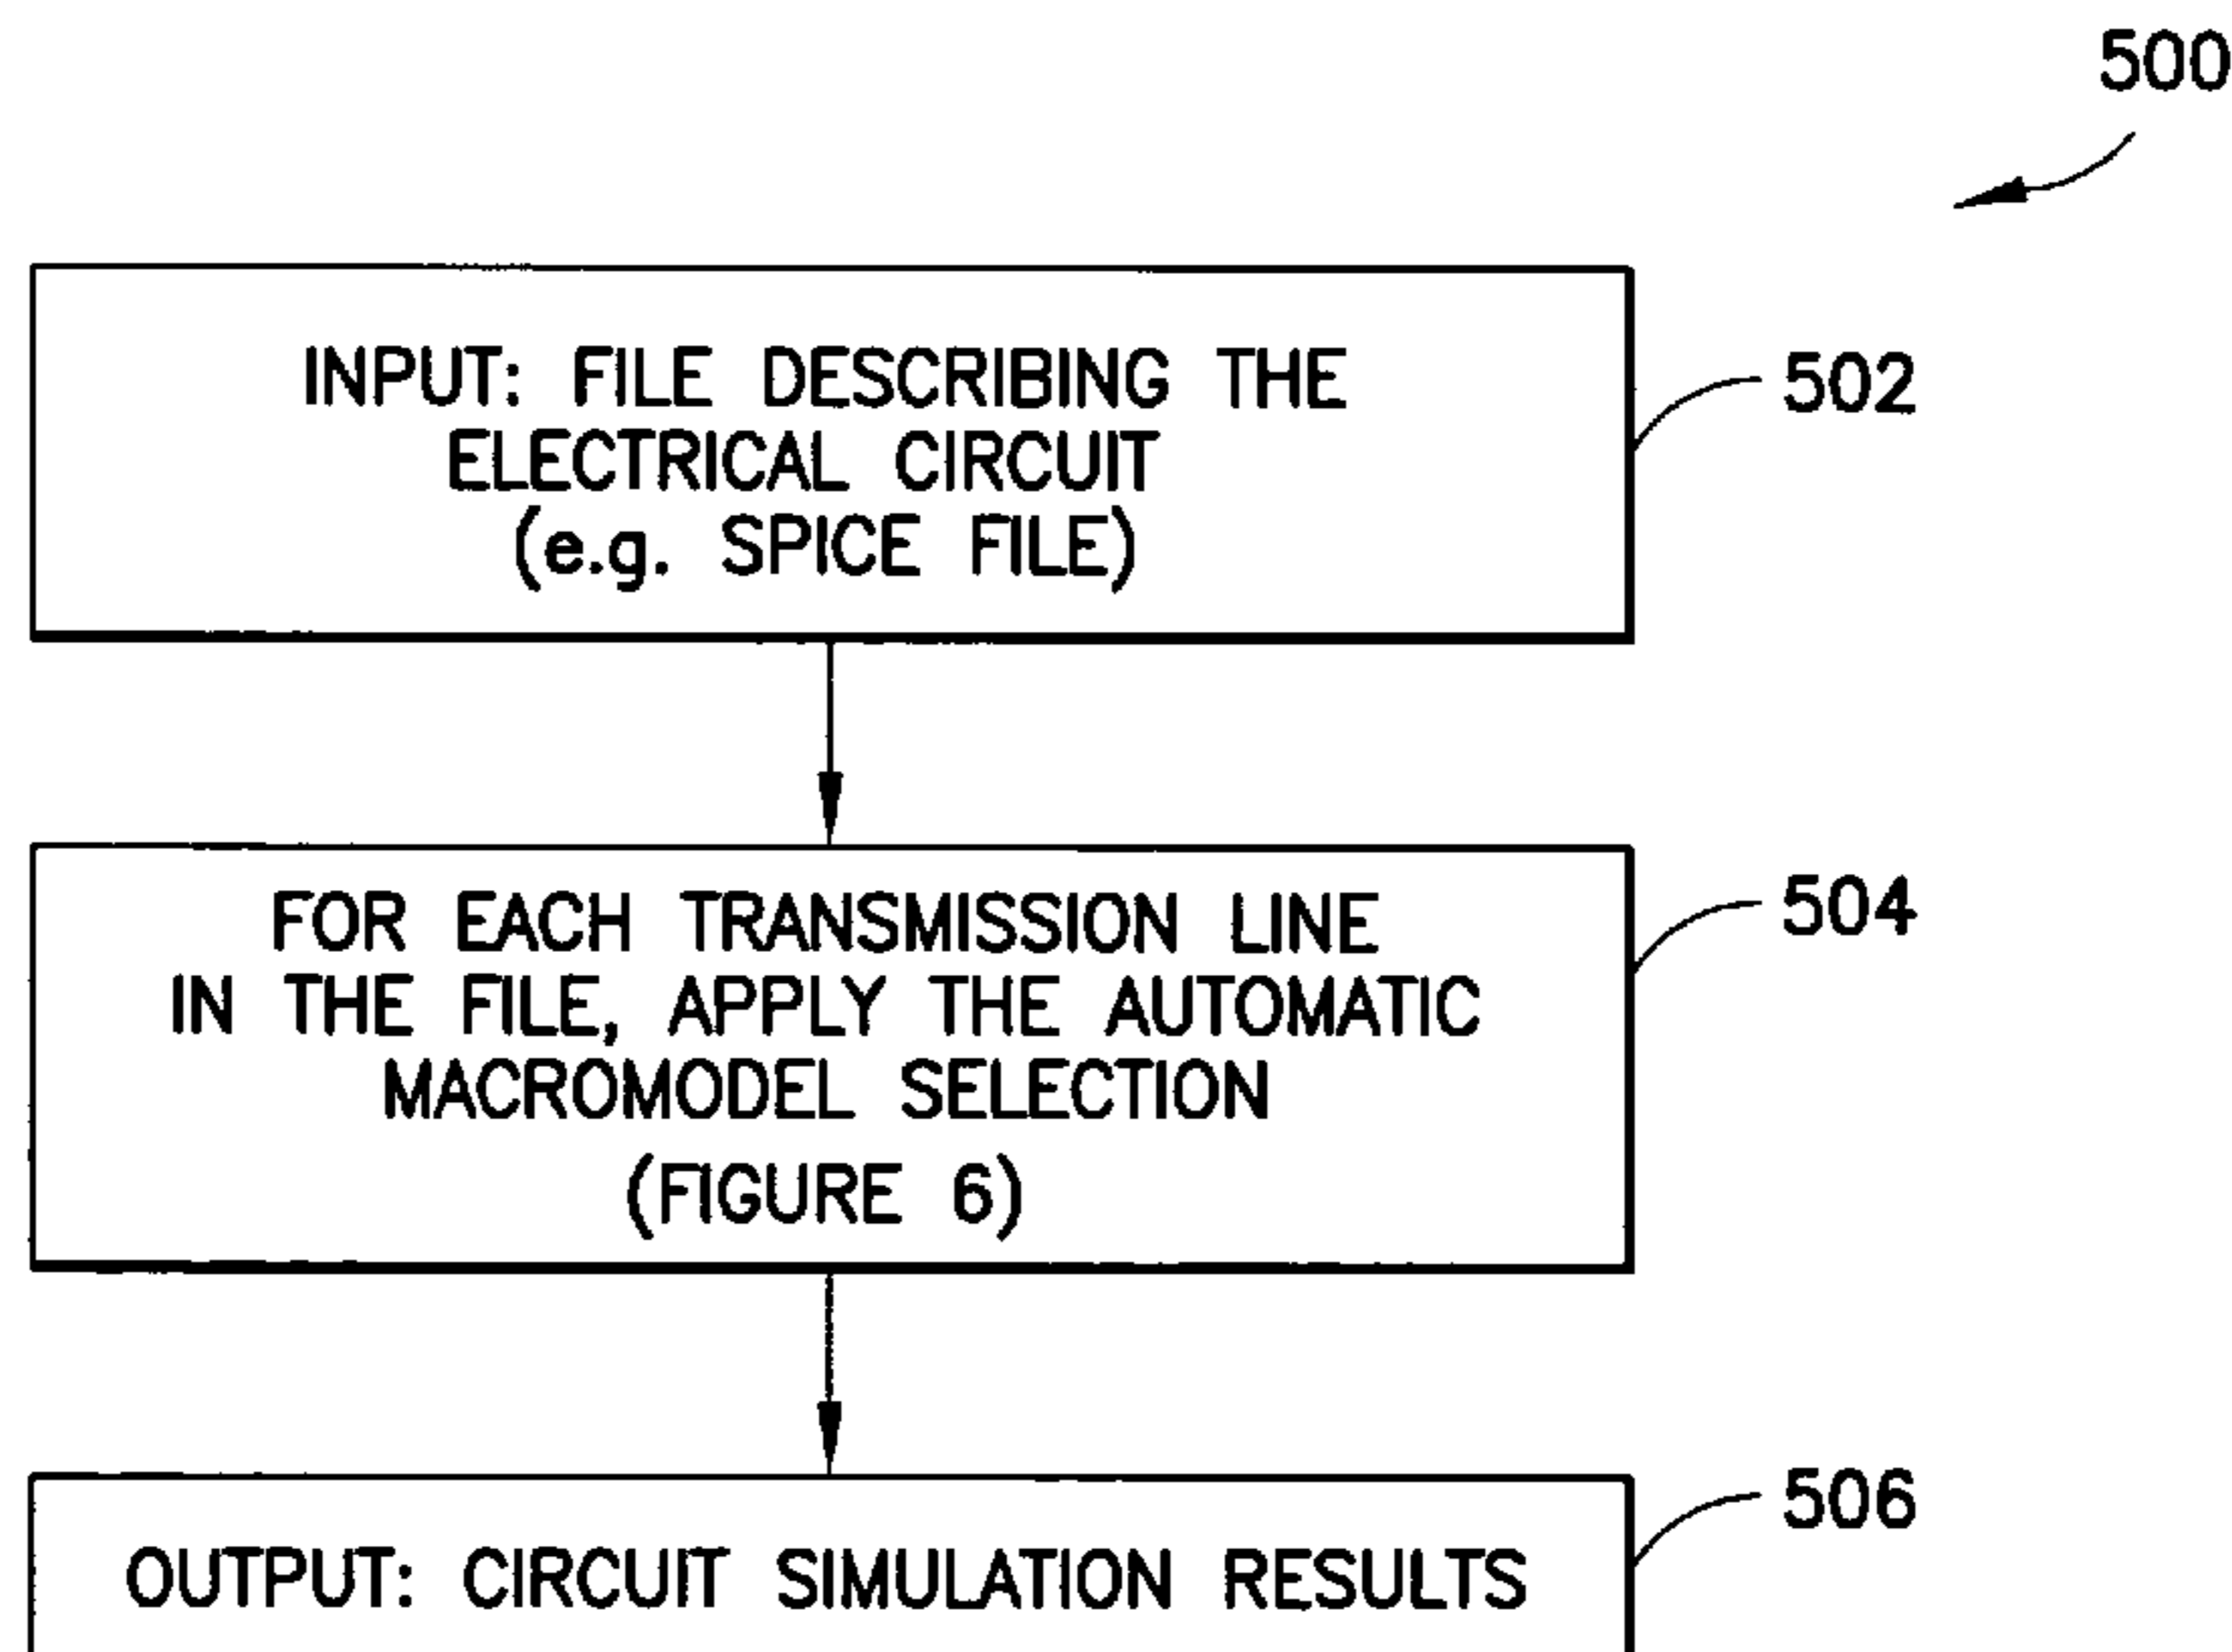 500
INPUT: FILE DESCRIBING THE
ELECTRICAL CIRCUIT
(e.g. SPICE FILE)
502
FOR EACH TRANSMISSION LINE
IN THE FILE, APPLY THE AUTOMATIC
MACROMODEL SELECTION
(FIGURE 6)
504
OUTPUT: CIRCUIT SIMULATION RESULTS
506